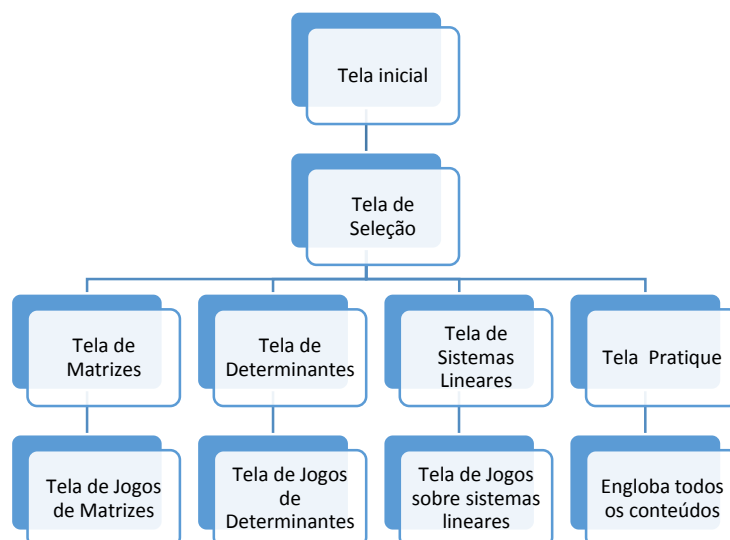 Tela inicial
Tela de
Seleção
Tela de
Matrizes
Tela de
Determinantes
Tela de
Sistemas
Lineares
Tela Pratique
Tela de Jogos
de Matrizes
Tela de Jogos
de
Determinantes
Tela de Jogos
sobre sistemas
lineares
Engloba todos
os conteúdos